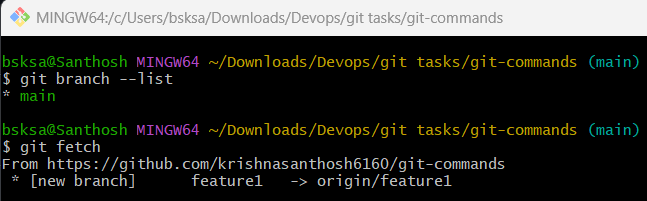 MINGW64:/c/Users/bsksa/Downloads/Devops/git tasks/git-commands
bsksa@Santhosh MINGW64 ~/Downloads/Devops/git tasks/git-commands (main)
$ git branch --list
* main
bsksa@Santhosh MINGW64 ~/Downloads/Devops/git tasks/git-commands (main)
$ git fetch
From https://github.com/krishnasanthosh6160/git-commands
 * [new branch]      feature1   -> origin/feature1